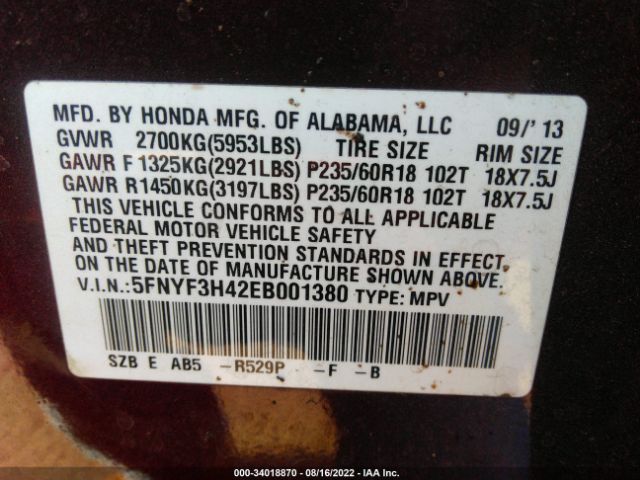 MFD. BY HONDA MFG. OF ALABAMA, LLC 09/' 13
GVWR 2700KG(5953LBS) TIRE SIZE RIM SIZE
GAWR F 1325KG(2921LBS) P235/60R18 102T 18X7.5J
GAWR R1450KG(3197LBS) P235/60R18 102T 18X7.5J
THIS VEHICLE CONFORMS TO ALL APPLICABLE
FEDERAL MOTOR VEHICLE SAFETY
AND THEFT PREVENTION STANDARDS IN EFFECT
ON THE DATE OF MANUFACTURE SHOWN ABOVE.
V.I.N.:5FNYF3H42EB001380 TYPE: MPV
SZB E AB5 -R529P -F -B
000-34018870 - 08/16/2022 - IAA Inc.